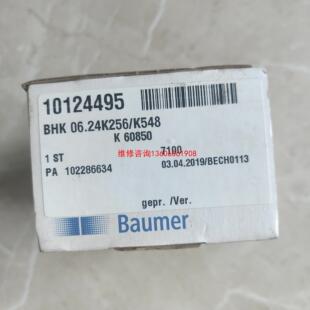 10124495
BHK 06.24K256/K548
K 60850
1 ST 7100
PA 102286634 03.04.2019/BECH0113
gepr. /Ver.
Baumer